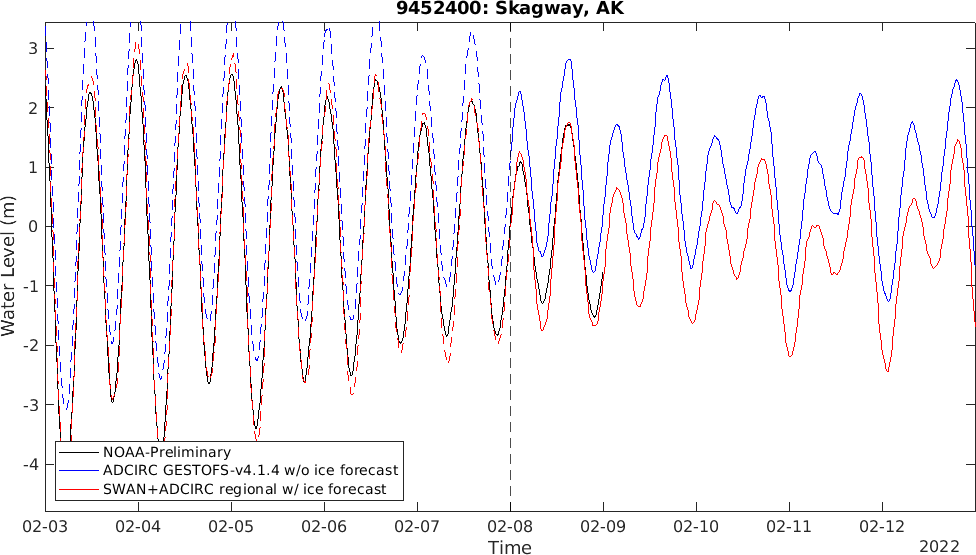 9452400: Skagway, AK
3
2
1
0
-1
-2
-3
-4
Water Level (m)
NOAA-Preliminary
ADCIRC GESTOFS-v4.1.4 w/o ice forecast
SWAN+ADCIRC regional w/ ice forecast
02-03 02-04 02-05 02-06 02-07 02-08 02-09 02-10 02-11 02-12
Time
2022